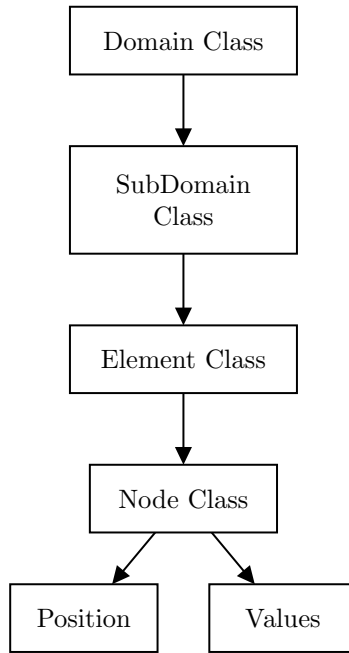 Domain Class
SubDomain
Class
Element Class
Node Class
Position
Values